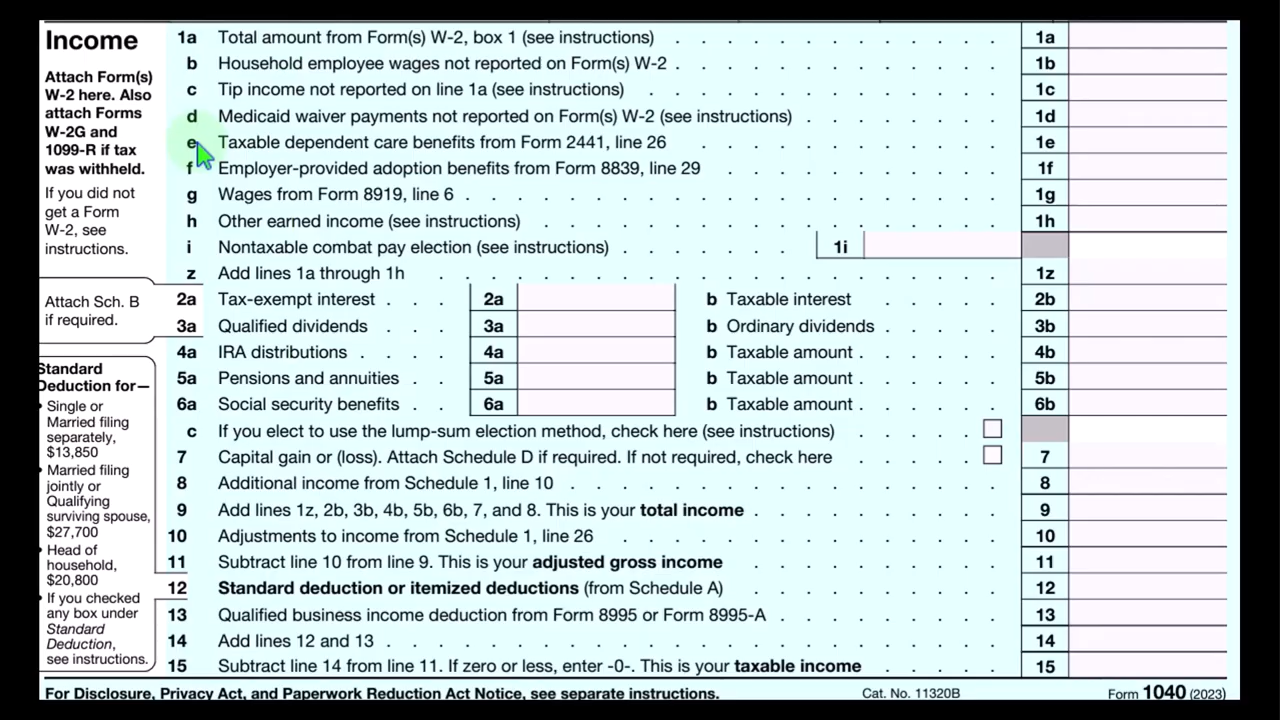 Income
Attach Form(s)
W-2 here. Also
attach Forms
W-2G and
1099-R if tax
was withheld.
If you did not
get a Form
W-2, see
instructions.
Attach Sch. B
if required.
Standard
Deduction for—
• Single or
Married filing
separately,
$13,850
• Married filing
jointly or
Qualifying
surviving spouse,
$27,700
• Head of
household,
$20,800
• If you checked
any box under
Standard
Deduction,
see instructions.
1a Total amount from Form(s) W-2, box 1 (see instructions) . . . . . . . . . . . . . 1a
b Household employee wages not reported on Form(s) W-2 . . . . . . . . . . . . . 1b
c Tip income not reported on line 1a (see instructions) . . . . . . . . . . . . . . 1c
d Medicaid waiver payments not reported on Form(s) W-2 (see instructions) . . . . . . . . 1d
e Taxable dependent care benefits from Form 2441, line 26 . . . . . . . . . . . . . 1e
f Employer-provided adoption benefits from Form 8839, line 29 . . . . . . . . . . . 1f
g Wages from Form 8919, line 6 . . . . . . . . . . . . . . . . . . . . 1g
h Other earned income (see instructions) . . . . . . . . . . . . . . . . . 1h
i Nontaxable combat pay election (see instructions) . . . . . . . 1i
z Add lines 1a through 1h . . . . . . . . . . . . . . . . . . . . . 1z
2a Tax-exempt interest . . . 2a b Taxable interest . . . . . 2b
3a Qualified dividends . . . 3a b Ordinary dividends . . . . . 3b
4a IRA distributions . . . . 4a b Taxable amount . . . . . . 4b
5a Pensions and annuities . . 5a b Taxable amount . . . . . . 5b
6a Social security benefits . . 6a b Taxable amount . . . . . . 6b
c If you elect to use the lump-sum election method, check here (see instructions) . . . . .
7 Capital gain or (loss). Attach Schedule D if required. If not required, check here . . . . . 7
8 Additional income from Schedule 1, line 10 . . . . . . . . . . . . . . . . 8
9 Add lines 1z, 2b, 3b, 4b, 5b, 6b, 7, and 8. This is your total income . . . . . . . . . . 9
10 Adjustments to income from Schedule 1, line 26 . . . . . . . . . . . . . . . 10
11 Subtract line 10 from line 9. This is your adjusted gross income . . . . . . . . . . 11
12 Standard deduction or itemized deductions (from Schedule A) . . . . . . . . . . 12
13 Qualified business income deduction from Form 8995 or Form 8995-A . . . . . . . . . 13
14 Add lines 12 and 13 . . . . . . . . . . . . . . . . . . . . . . . 14
15 Subtract line 14 from line 11. If zero or less, enter -0-. This is your taxable income . . . . . 15
For Disclosure, Privacy Act, and Paperwork Reduction Act Notice, see separate instructions. Cat. No. 11320B Form 1040 (2023)